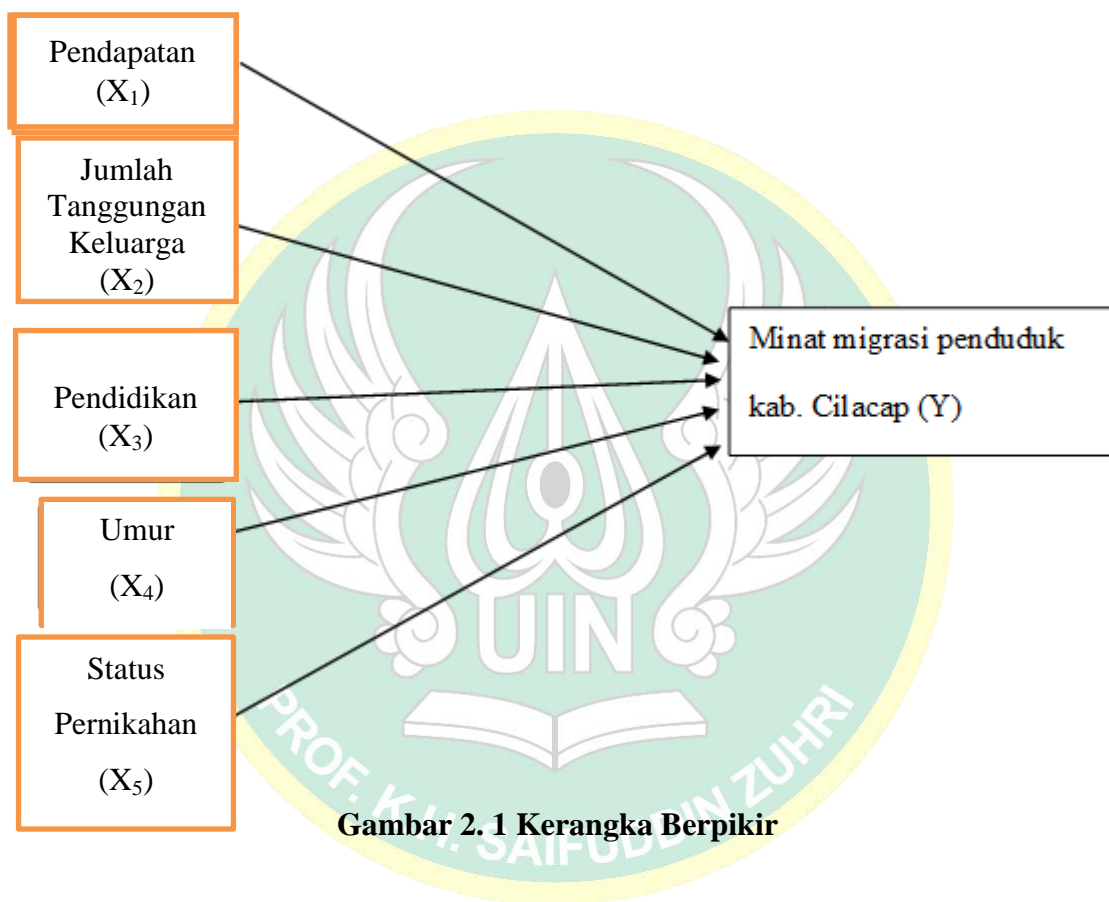 Pendapatan
(X₁)
Jumlah
Tanggungan
Keluarga
(X₂)
Pendidikan
(X₃)
Umur
(X₄)
Status
Pernikahan
(X₅)
Minat migrasi penduduk
kab. Cilacap (Y)
UIN
PROF. K.H. SAIFUDDIN ZUHRI
Gambar 2. 1 Kerangka Berpikir